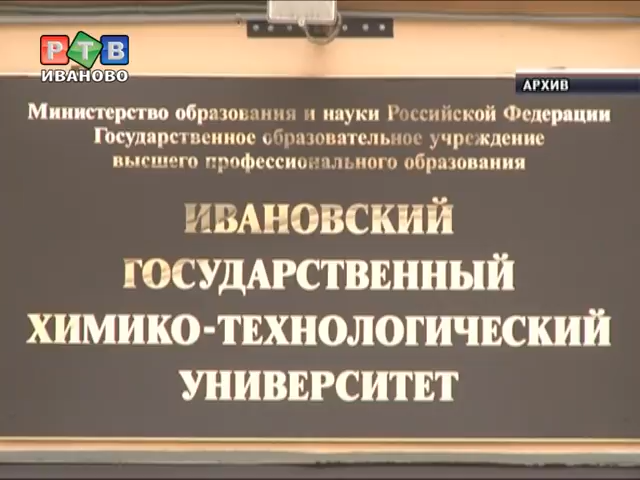 РТВ
ИВАНОВО
АРХИВ
Министерство образования и науки Российской Федерации
Государственное образовательное учреждение
высшего профессионального образования
ИВАНОВСКИЙ
ГОСУДАРСТВЕННЫЙ
ХИМИКО-ТЕХНОЛОГИЧЕСКИЙ
УНИВЕРСИТЕТ